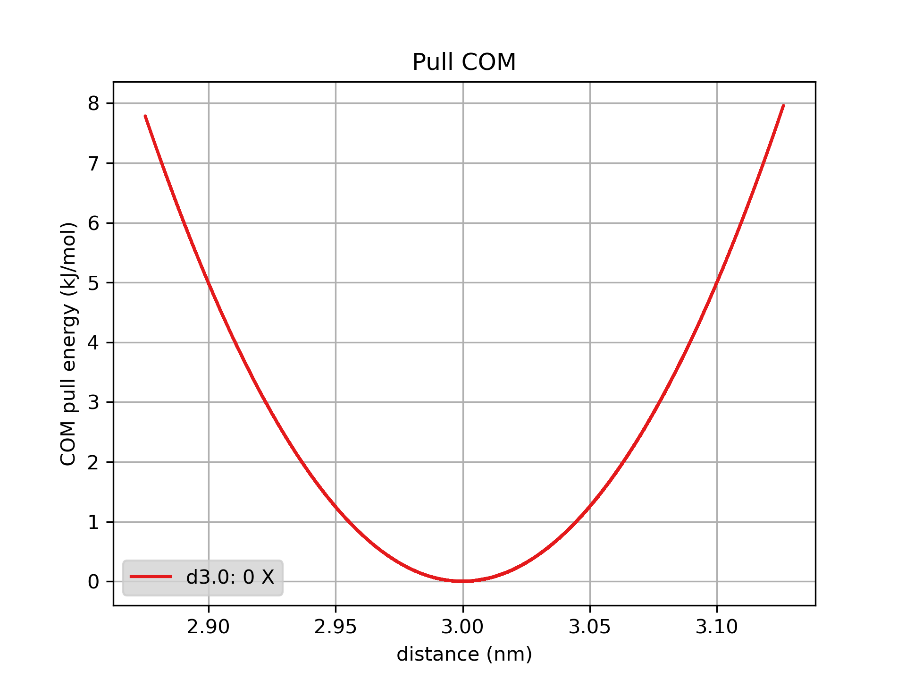 Pull COM
COM pull energy (kJ/mol)
8
7
6
5
4
3
2
1
0
d3.0: 0 X
2.90 2.95 3.00 3.05 3.10
distance (nm)